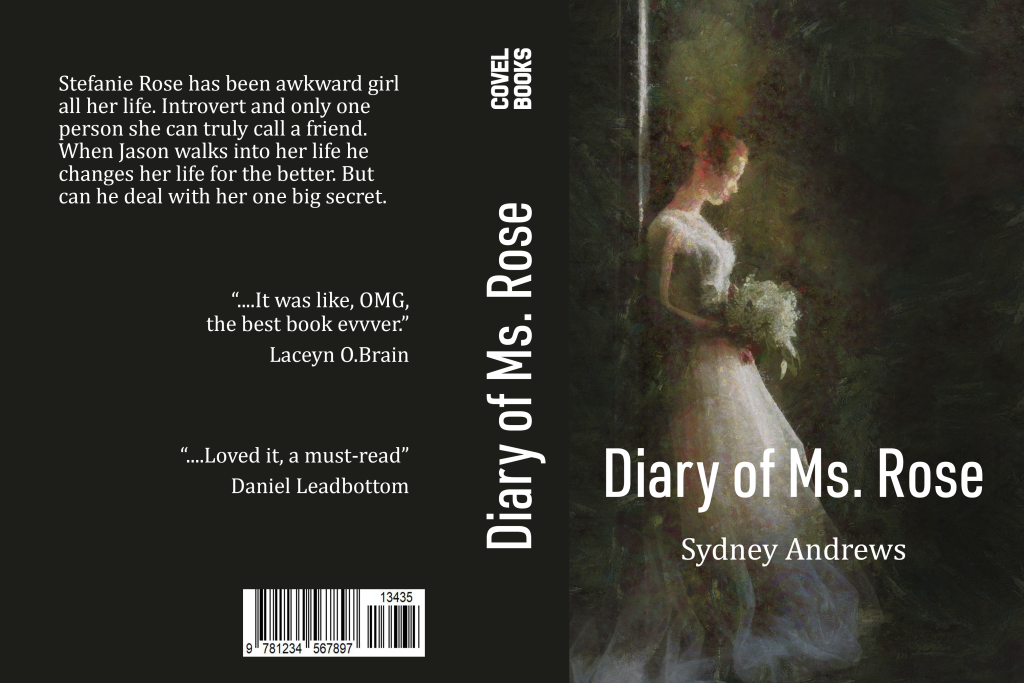 Stefanie Rose has been awkward girl
all her life. Introvert and only one
person she can truly call a friend.
When Jason walks into her life he
changes her life for the better. But
can he deal with her one big secret.
“....It was like, OMG,
the best book evvver.”
Laceyn O.Brain
“....Loved it, a must-read”
Daniel Leadbottom
13435
9 781234 567897
COVEL
BOOKS
Diary of Ms. Rose
Diary of Ms. Rose
Sydney Andrews